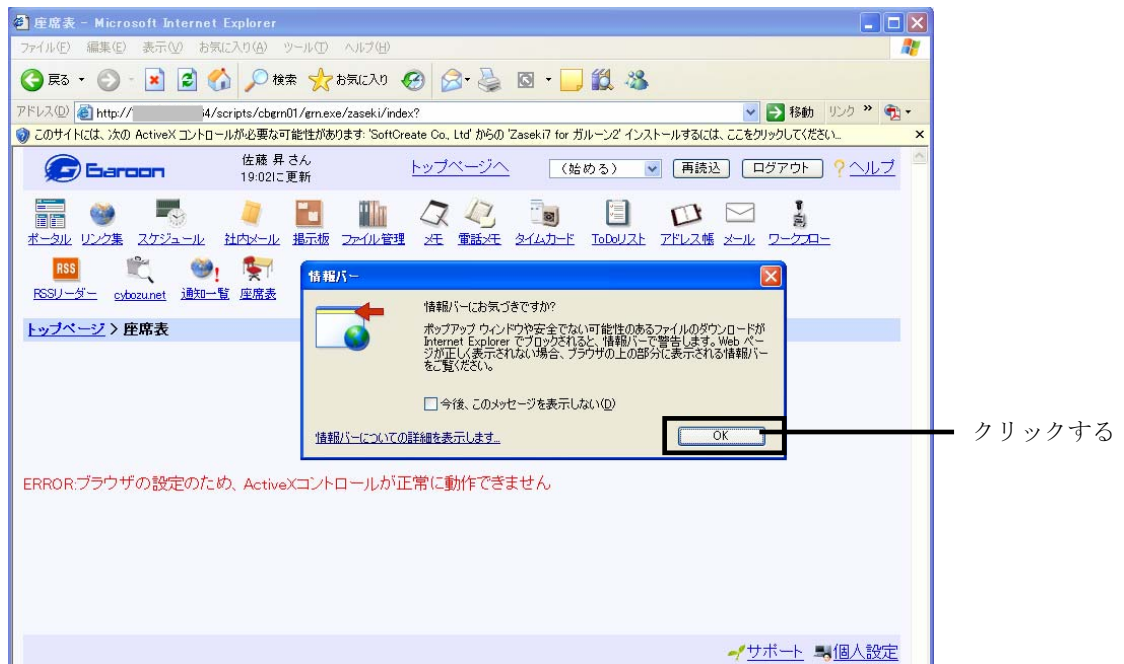 座席表 - Microsoft Internet Explorer
ファイル(F) 編集(E) 表示(V) お気に入り(A) ツール(T) ヘルプ(H)
戻る 検索 お気に入り
アドレス(D) http:// i4/scripts/cbgrn01/grn.exe/zaseki/index? 移動 リンク »
このサイトには、次の ActiveX コントロールが必要な可能性があります: 'SoftCreate Co., Ltd' からの 'Zaseki7 for ガルーン2' インストールするには、ここをクリックしてください...
Garoon 佐藤 昇 さん トップページへ (始める) 再読込 ログアウト ? ヘルプ
19:02に更新
ポータル リンク集 スケジュール 社内メール 掲示板 ファイル管理 メモ 電話メモ タイムカード ToDoリスト アドレス帳 メール ワークフロー
RSS
RSSリーダー cybozu.net 通知一覧 座席表
トップページ > 座席表
情報バー
情報バーにお気づきですか?
ポップアップ ウィンドウや安全でない可能性のあるファイルのダウンロードが
Internet Explorer でブロックされると、情報バーで警告します。Web ペー
ジが正しく表示されない場合、ブラウザの上の部分に表示される情報バー
をご覧ください。
今後、このメッセージを表示しない(D)
情報バーについての詳細を表示します... OK
クリックする
ERROR:ブラウザの設定のため、ActiveXコントロールが正常に動作できません
サポート 個人設定